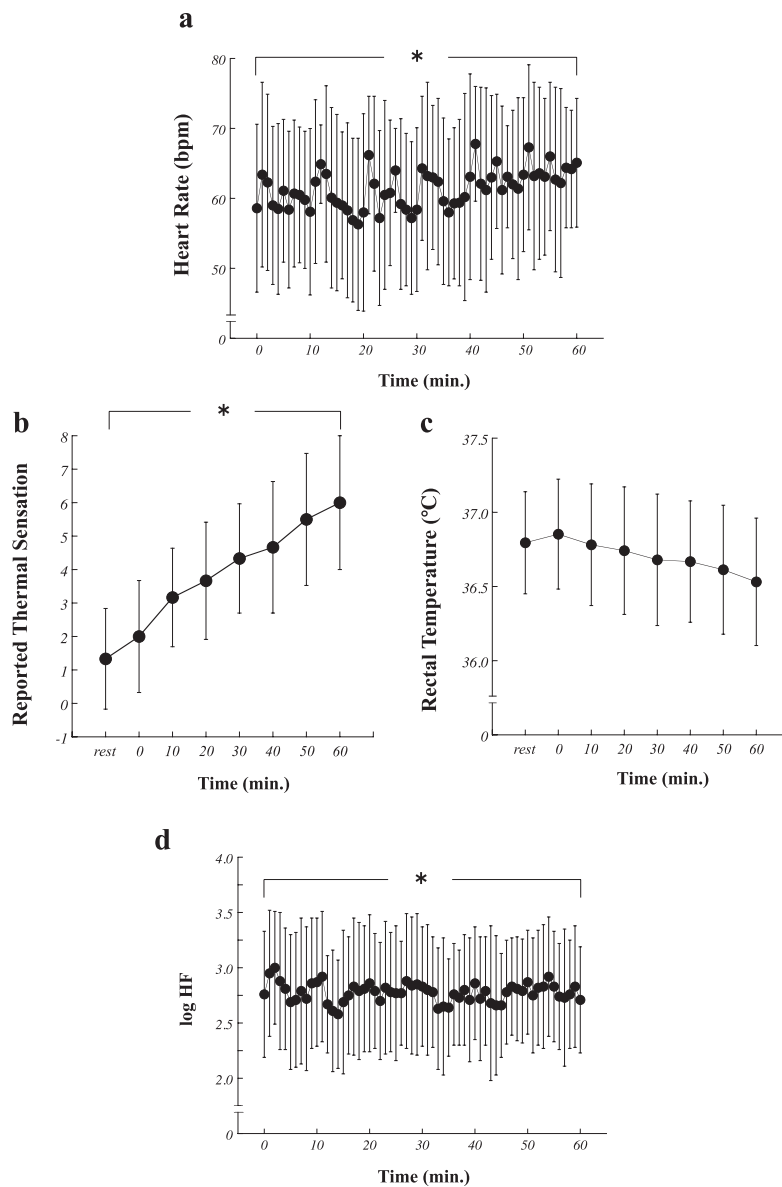 a
*
80
70
60
50
0
Heart Rate (bpm)
0 10 20 30 40 50 60
Time (min.)
b
*
8
7
6
5
4
3
2
1
0
-1
Reported Thermal Sensation
rest 0 10 20 30 40 50 60
Time (min.)
c
37.5
37.0
36.5
36.0
0
Rectal Temperature (°C)
rest 0 10 20 30 40 50 60
Time (min.)
d
*
4.0
3.5
3.0
2.5
2.0
0
log HF
0 10 20 30 40 50 60
Time (min.)